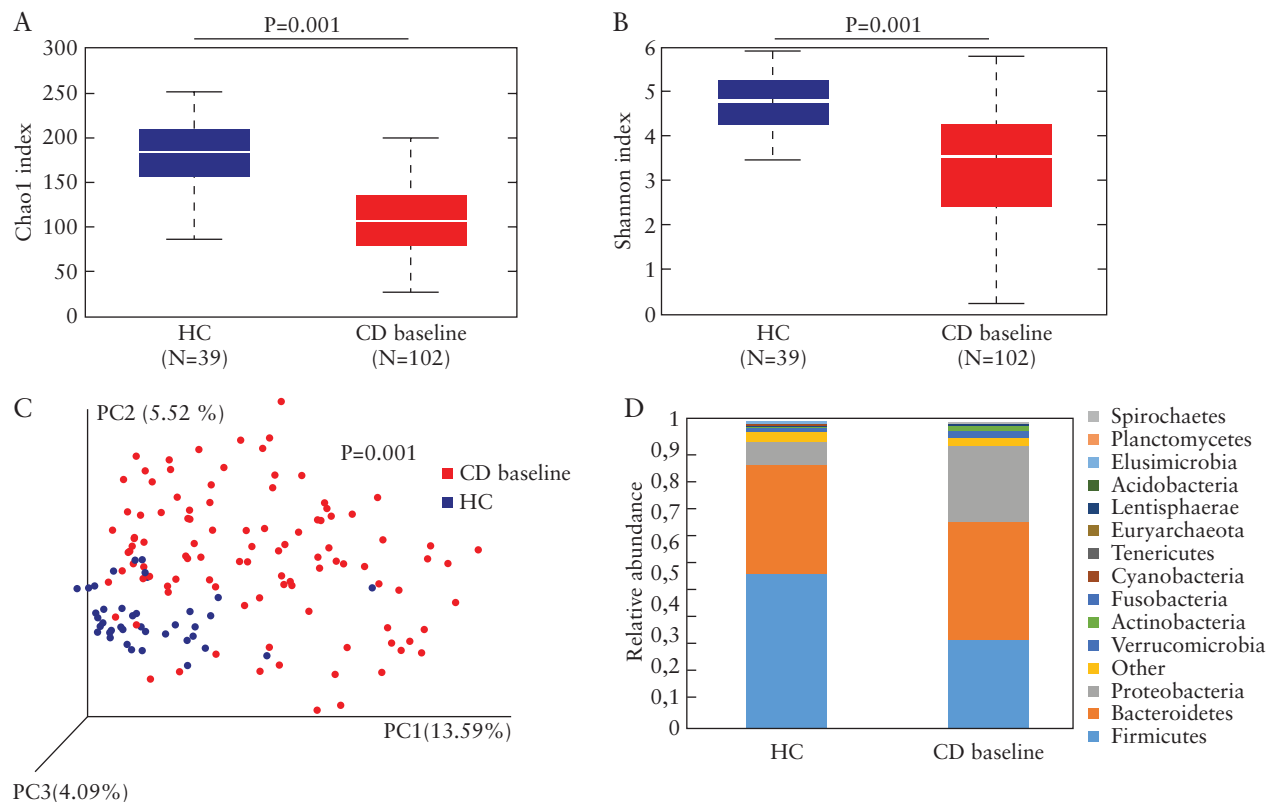 A
P=0.001
300
250
200
150
100
50
0
Chao1 index
HC
(N=39)
CD baseline
(N=102)
B
P=0.001
6
5
4
3
2
1
0
Shannon index
HC
(N=39)
CD baseline
(N=102)
C
PC2 (5.52 %)
P=0.001
CD baseline
HC
PC1(13.59%)
PC3(4.09%)
D
1
0,9
0,8
0,7
0,6
0,5
0,4
0,3
0,2
0,1
0
Relative abundance
HC
CD baseline
Spirochaetes
Planctomycetes
Elusimicrobia
Acidobacteria
Lentisphaerae
Euryarchaeota
Tenericutes
Cyanobacteria
Fusobacteria
Actinobacteria
Verrucomicrobia
Other
Proteobacteria
Bacteroidetes
Firmicutes